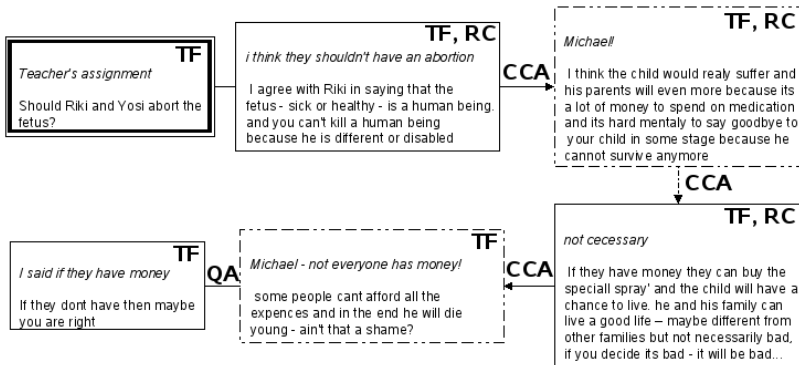 TF
Teacher's assignment
Should Riki and Yosi abort the
fetus?
TF, RC
i think they shouldn't have an abortion
I agree with Riki in saying that the
fetus - sick or healthy - is a human being.
and you can't kill a human being
because he is different or disabled
CCA
TF, RC
Michael!
I think the child would realy suffer and
his parents will even more because its
a lot of money to spend on medication
and its hard mentaly to say goodbye to
your child in some stage because he
cannot survive anymore
CCA
TF, RC
not cecessary
If they have money they can buy the
speciall spray' and the child will have a
chance to live. he and his family can
live a good life – maybe different from
other families but not necessarily bad,
if you decide its bad - it will be bad...
CCA
TF
Michael - not everyone has money!
some people cant afford all the
expences and in the end he will die
young - ain't that a shame?
QA
TF
I said if they have money
If they dont have then maybe
you are right